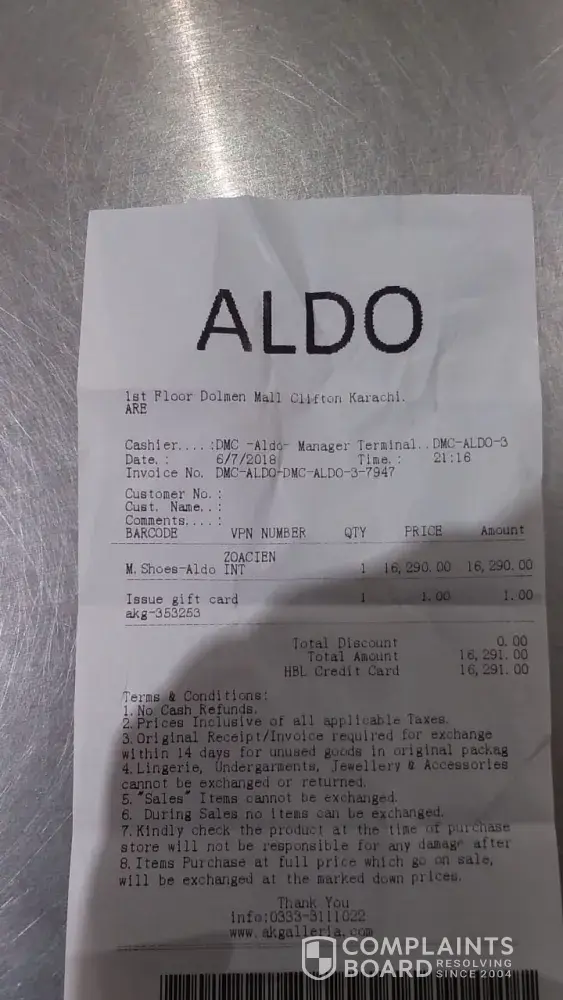 ALDO
1st Floor Dolmen Mall Clifton Karachi.
ARE
Cashier....:DMC -Aldo- Manager Terminal..DMC-ALDO-3
Date.: 6/7/2018 Time.: 21:16
Invoice No. DMC-ALDO-DMC-ALDO-3-7947
Customer No.:
Cust. Name..:
Comments....:
BARCODE VPN NUMBER QTY PRICE Amount
ZOACIEN
M.Shoes-Aldo INT 1 16,290.00 16,290.00
Issue gift card 1 1.00 1.00
akg-353253
Total Discount 0.00
Total Amount 16,291.00
HBL Credit Card 16,291.00
Terms & Conditions:
1.No Cash Refunds.
2.Prices Inclusive of all applicable Taxes.
3.Original Receipt/Invoice required for exchange
within 14 days for unused goods in original packag
4.Lingerie, Undergarments, Jewellery & Accessories
cannot be exchanged or returned.
5."Sales" Items cannot be exchanged.
6. During Sales no items can be exchanged.
7.Kindly check the product at the time of purchase
store will not be responsible for any damage after
8.Items Purchase at full price which go on sale,
will be exchanged at the marked down prices.
Thank You
info:0333-3111022
www.akgalleria.com
COMPLAINTS
BOARD RESOLVING
SINCE 2004